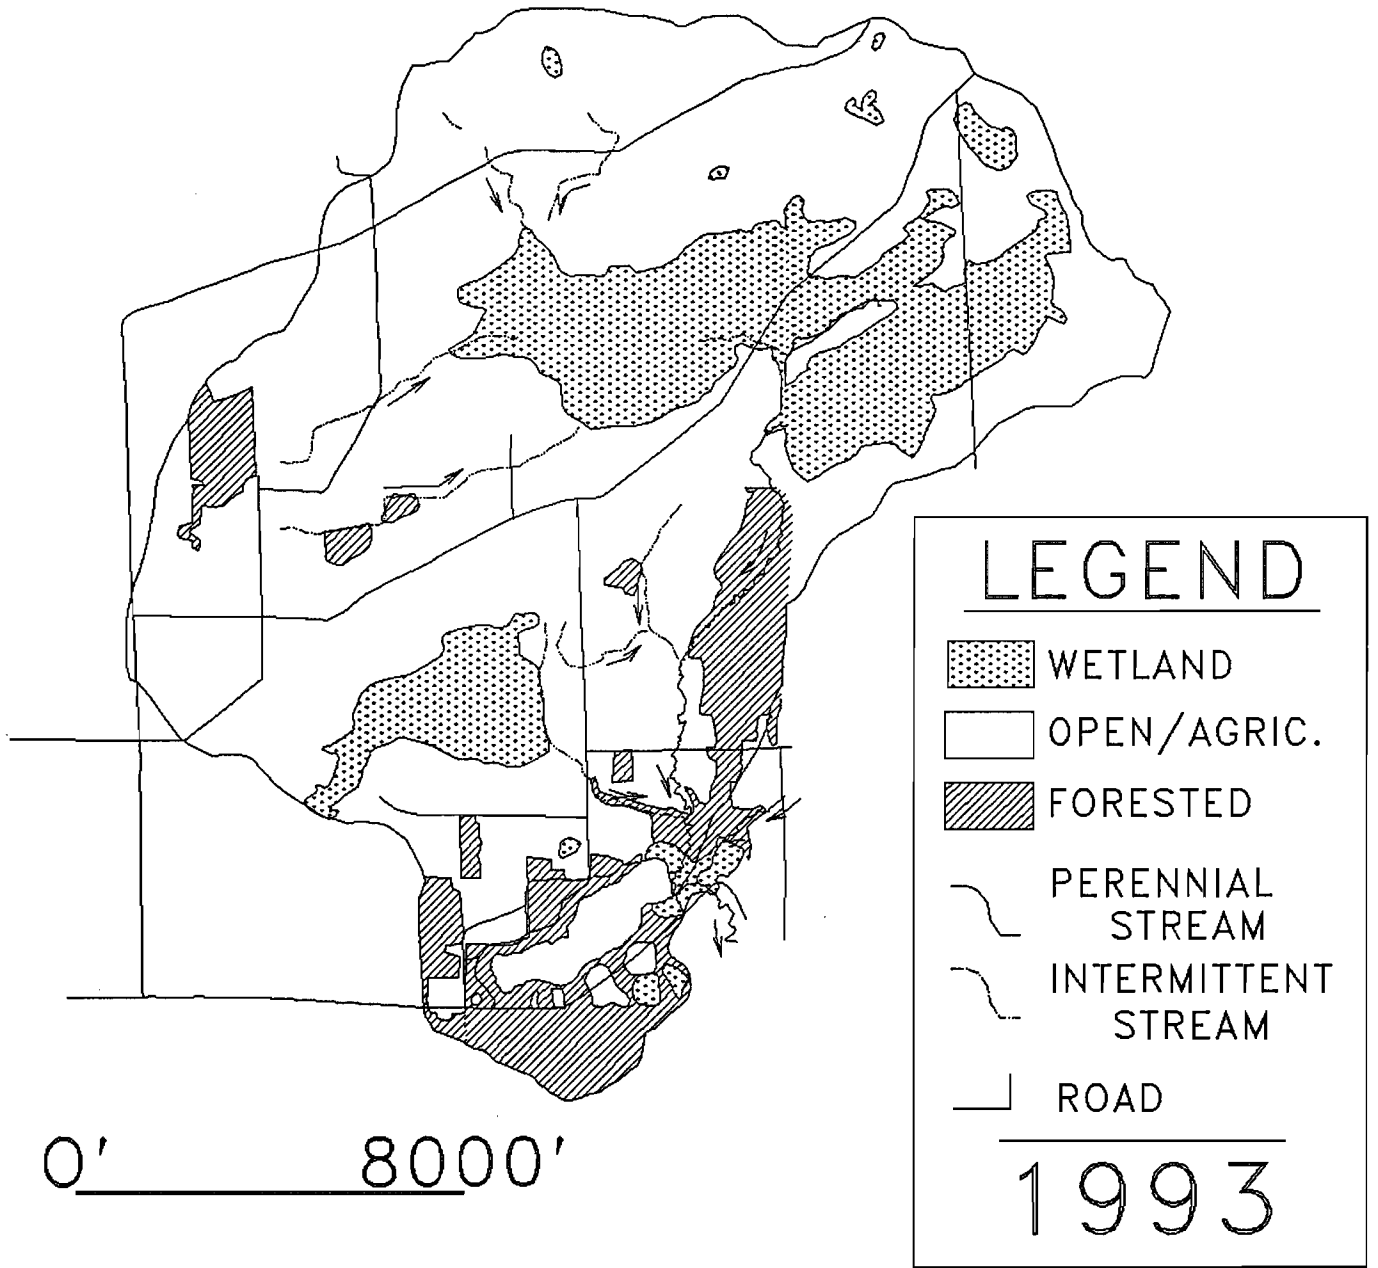 LEGEND
WETLAND
OPEN/AGRIC.
FORESTED
PERENNIAL
STREAM
INTERMITTENT
STREAM
ROAD
1993
0' 8000'